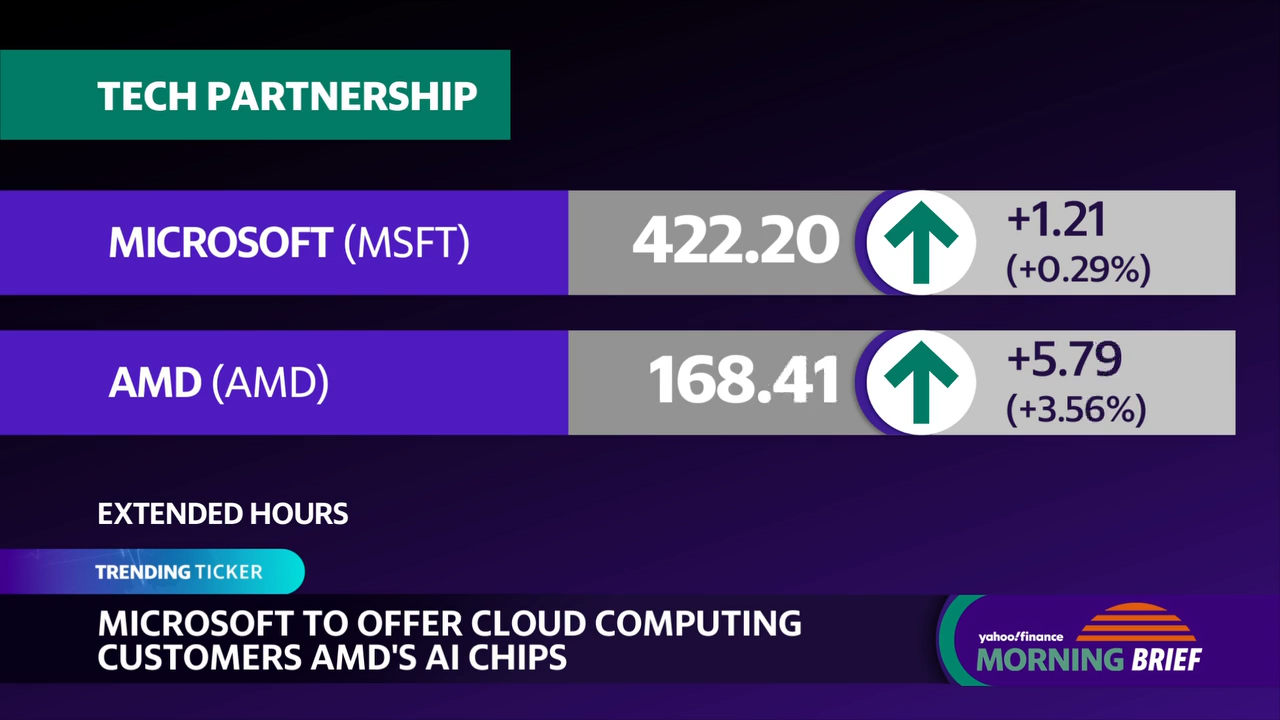 TECH PARTNERSHIP
MICROSOFT (MSFT) 422.20 +1.21 (+0.29%)
AMD (AMD) 168.41 +5.79 (+3.56%)
EXTENDED HOURS
TRENDING TICKER
MICROSOFT TO OFFER CLOUD COMPUTING
CUSTOMERS AMD'S AI CHIPS
yahoo!finance
MORNING BRIEF